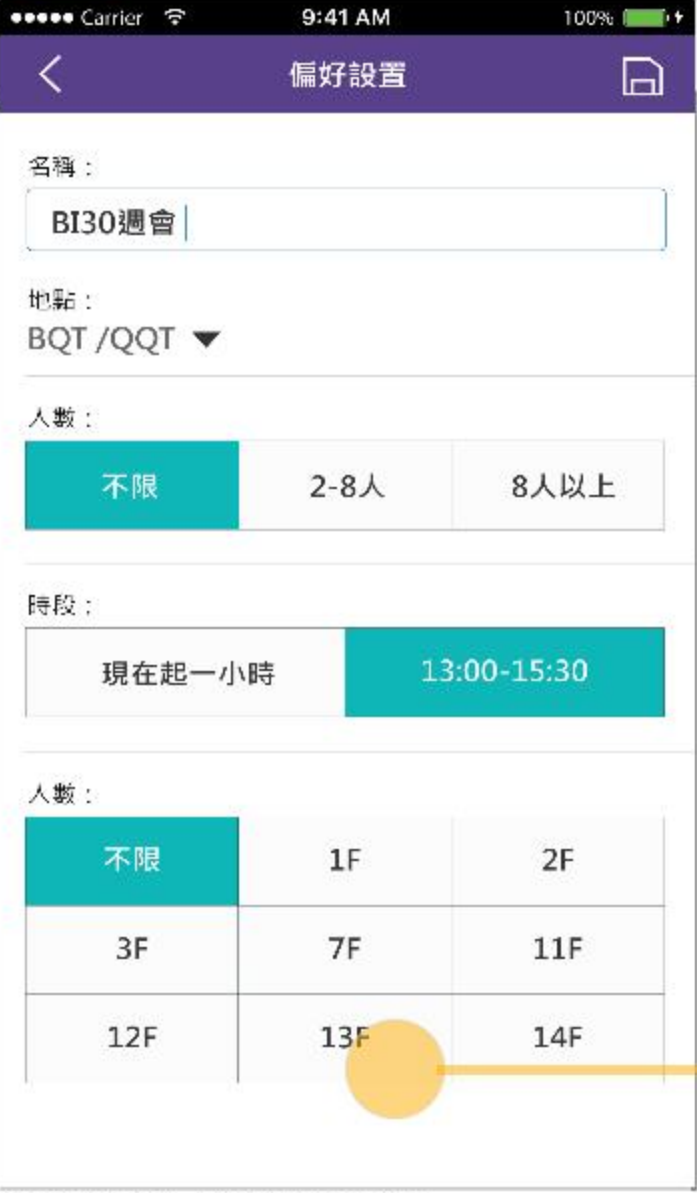 Carrier 9:41 AM 100%
偏好設置
名稱：
BI30週會
地點：
BQT /QQT
人數：
不限 2-8人 8人以上
時段：
現在起一小時 13:00-15:30
人數：
不限 1F 2F
3F 7F 11F
12F 13F 14F